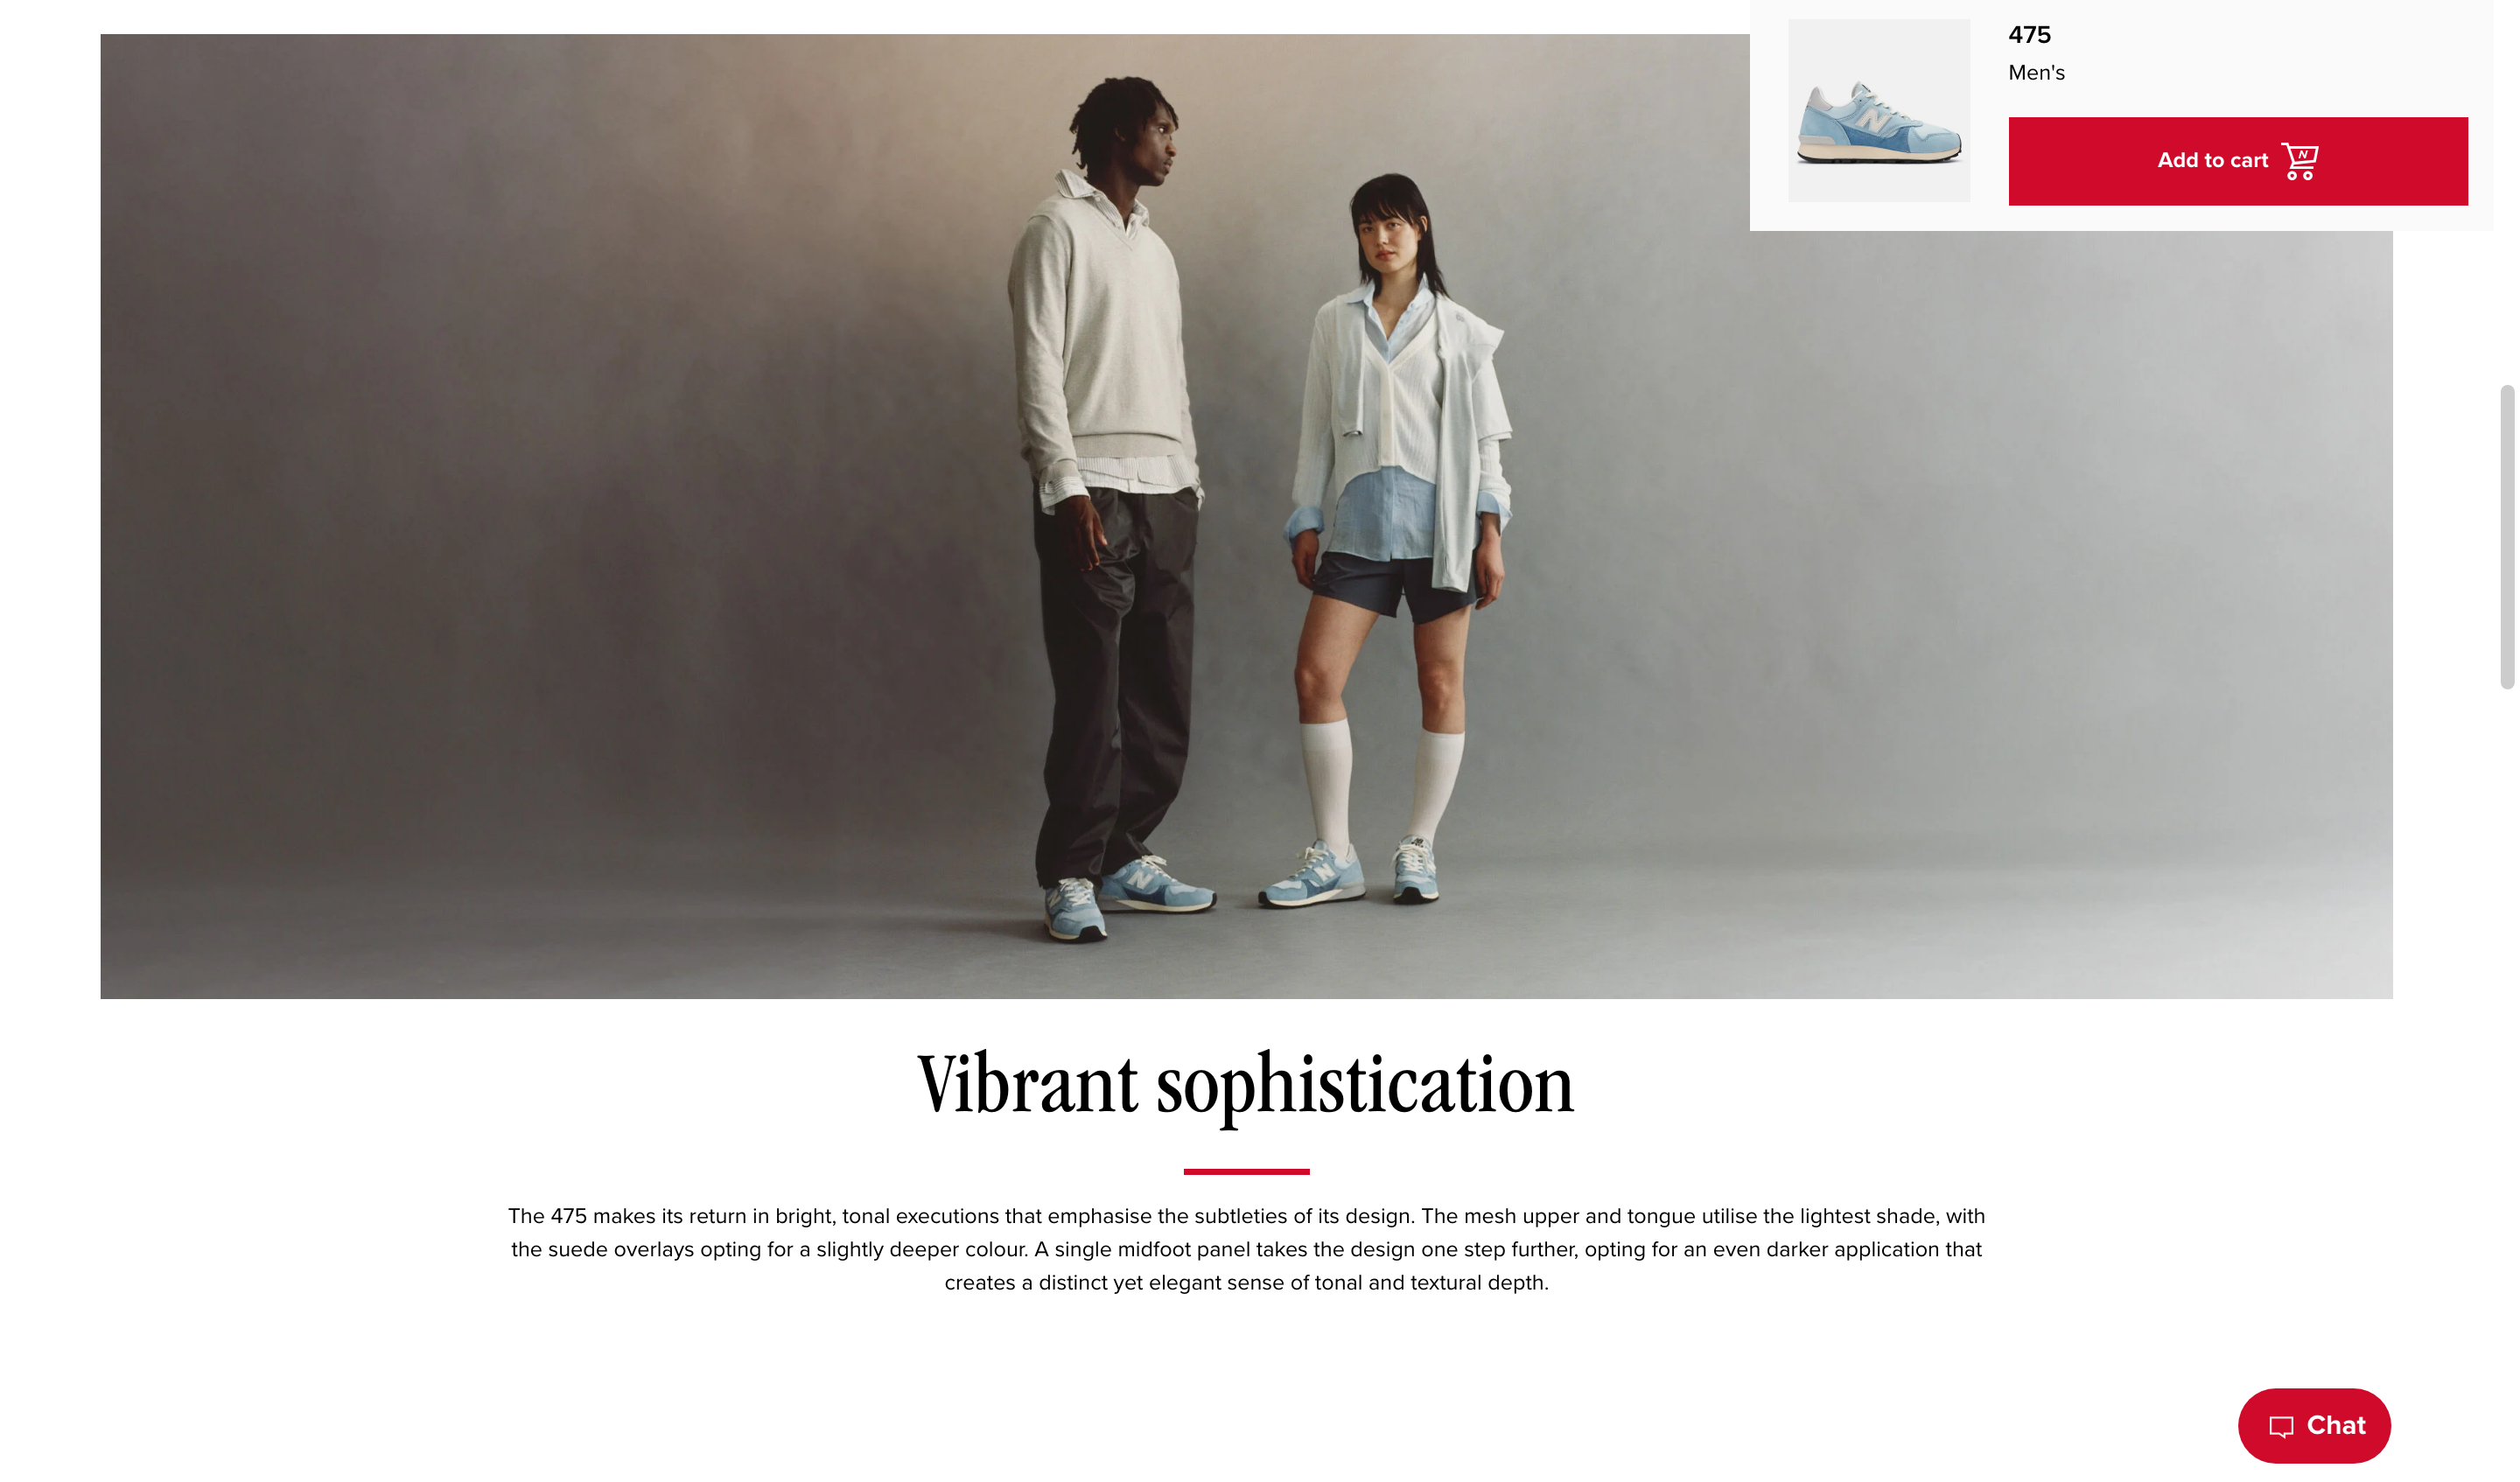 475
Men's
Add to cart
Vibrant sophistication
The 475 makes its return in bright, tonal executions that emphasise the subtleties of its design. The mesh upper and tongue utilise the lightest shade, with
the suede overlays opting for a slightly deeper colour. A single midfoot panel takes the design one step further, opting for an even darker application that
creates a distinct yet elegant sense of tonal and textural depth.
Chat